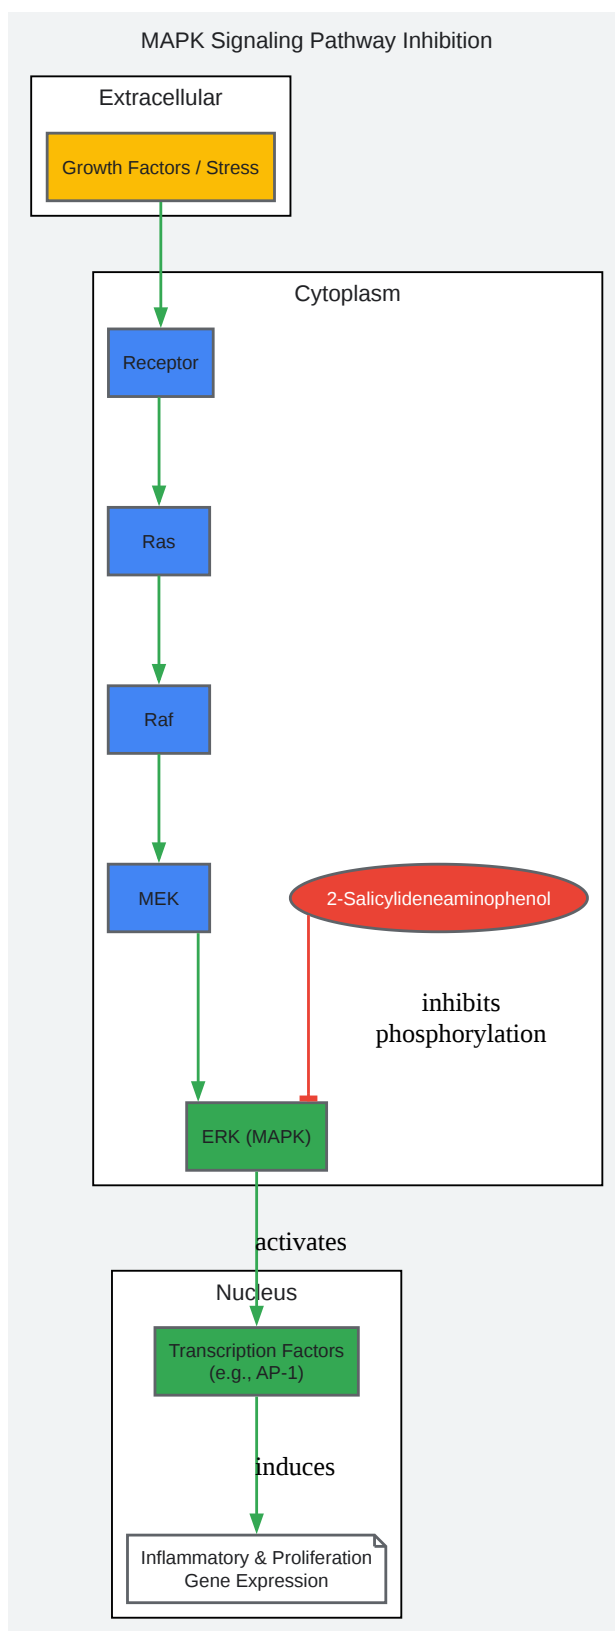 MAPK Signaling Pathway Inhibition
Extracellular
Growth Factors / Stress
Cytoplasm
Receptor
Ras
Raf
MEK
2-Salicylideneaminophenol
inhibits
phosphorylation
ERK (MAPK)
activates
Nucleus
Transcription Factors
(e.g., AP-1)
induces
Inflammatory & Proliferation
Gene Expression